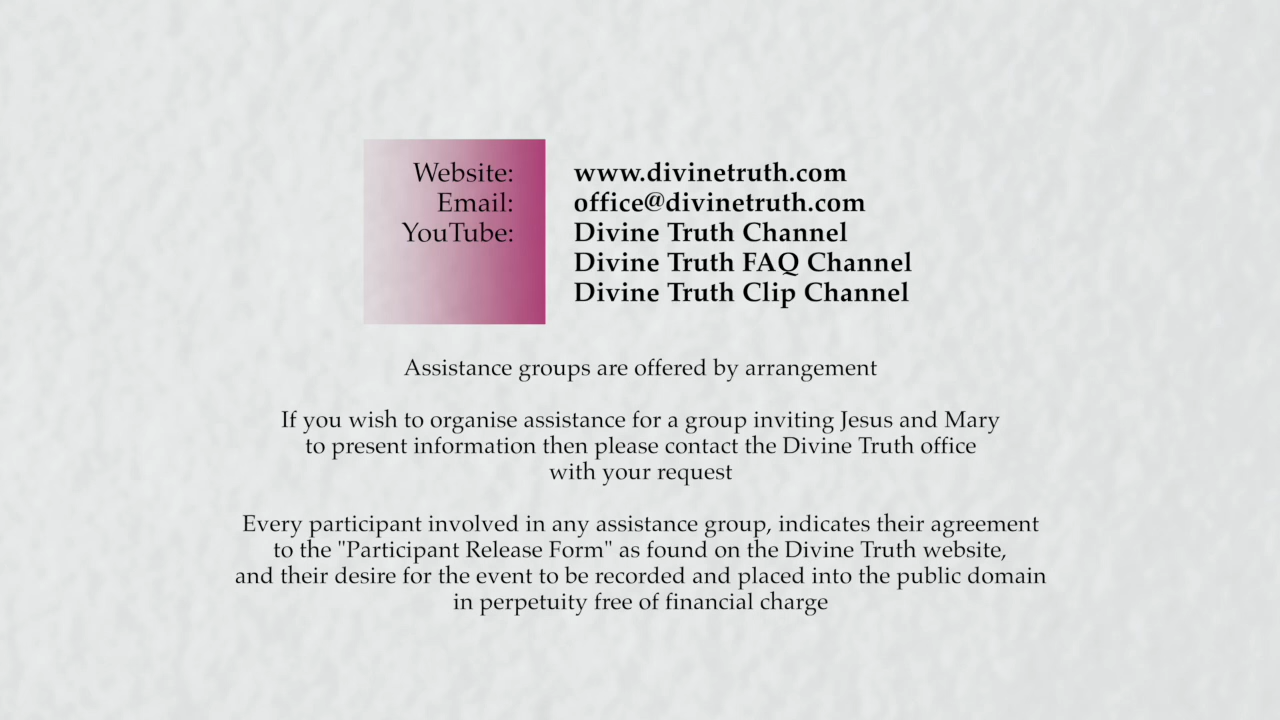 Website: www.divinetruth.com
Email: office@divinetruth.com
YouTube: Divine Truth Channel
Divine Truth FAQ Channel
Divine Truth Clip Channel
Assistance groups are offered by arrangement
If you wish to organise assistance for a group inviting Jesus and Mary
to present information then please contact the Divine Truth office
with your request
Every participant involved in any assistance group, indicates their agreement
to the "Participant Release Form" as found on the Divine Truth website,
and their desire for the event to be recorded and placed into the public domain
in perpetuity free of financial charge